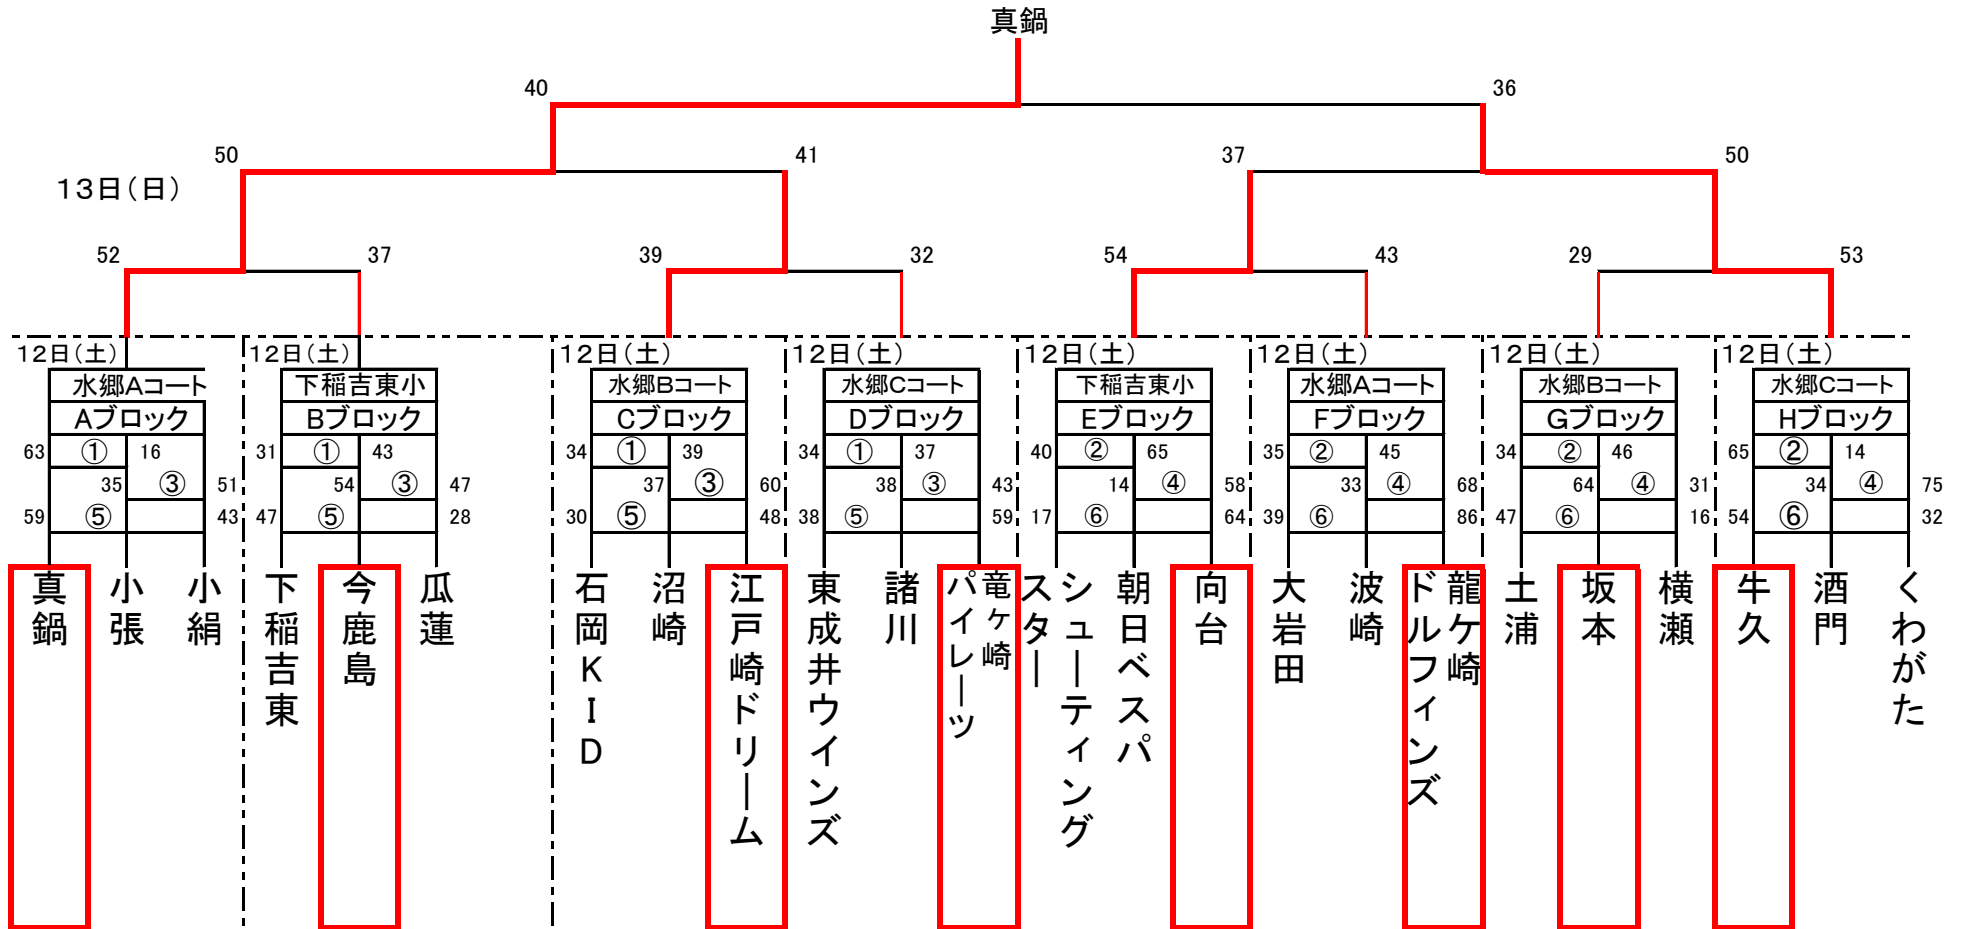 真鍋
40 36
50 41 37 50
13日(日)
52 37 39 32 54 43 29 53
12日(土) 12日(土) 12日(土) 12日(土) 12日(土) 12日(土) 12日(土) 12日(土)
水郷Aコート 下稲吉東小 水郷Bコート 水郷Cコート 下稲吉東小 水郷Aコート 水郷Bコート 水郷Cコート
Aブロック Bブロック Cブロック Dブロック Eブロック Fブロック Gブロック Hブロック
63 ① 16 31 ① 43 34 ① 39 34 ① 37 40 ② 65 35 ② 45 34 ② 46 65 ② 14
35 ③ 51 54 ③ 47 37 ③ 60 38 ③ 43 14 ④ 58 33 ④ 68 64 ④ 31 34 ④ 75
59 ⑤ 43 47 ⑤ 28 30 ⑤ 48 38 ⑤ 59 17 ⑥ 64 39 ⑥ 86 47 ⑥ 16 54 ⑥ 32
真鍋
小張
小絹
下稲吉東
今鹿島
瓜蓮
石岡KID
沼崎
江戸崎ドリーム
東成井ウインズ
諸川
竜ヶ崎
パイレーツ
シューティング
スター
朝日ベスパ
向台
大岩田
波崎
龍ケ崎
ドルフィンズ
土浦
坂本
横瀬
牛久
酒門
くわがた